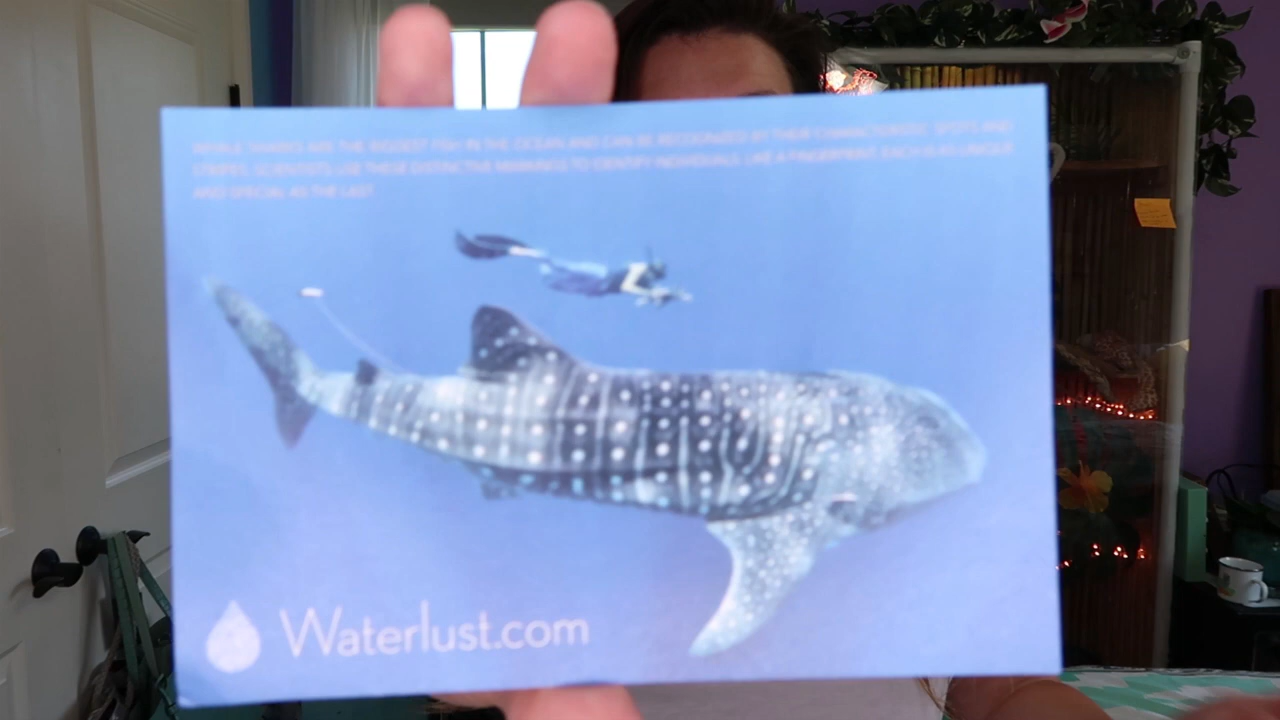 WHALE SHARKS ARE THE BIGGEST FISH IN THE OCEAN AND CAN BE RECOGNIZED BY THEIR CHARACTERISTIC SPOTS AND
STRIPES. SCIENTISTS USE THESE DISTINCTIVE MARKINGS TO IDENTIFY INDIVIDUALS. LIKE A FINGERPRINT, EACH IS AS UNIQUE
AND SPECIAL AS THE LAST.
Waterlust.com